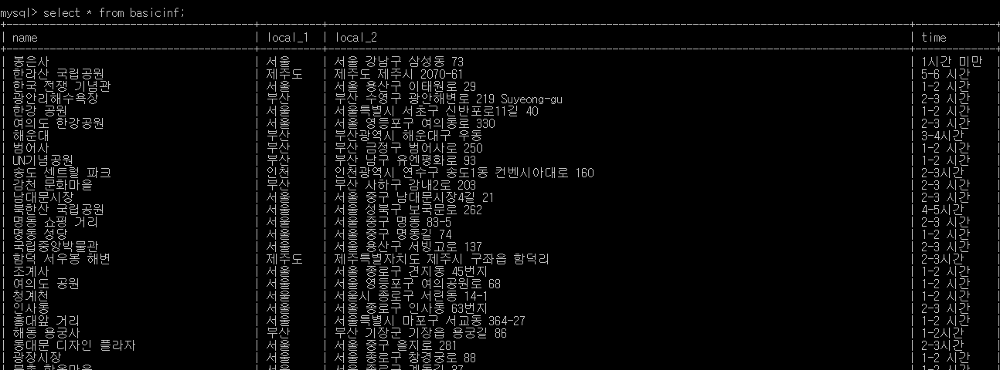 mysql> select * from basicinf;
| name | local_1 | local_2 | time
| 봉은사 | 서울 | 서울 강남구 삼성동 73 | 1시간 미만 |
| 한라산 국립공원 | 제주도 | 제주도 제주시 2070-61 | 5-6 시간 |
| 한국 전쟁 기념관 | 서울 | 서울 용산구 이태원로 29 | 1-2 시간 |
| 광안리해수욕장 | 부산 | 부산 수영구 광안해변로 219 Suyeong-gu | 2-3 시간 |
| 한강 공원 | 서울 | 서울특별시 서초구 신반포로11길 40 | 1-2 시간 |
| 여의도 한강공원 | 서울 | 서울 영등포구 여의동로 330 | 2-3 시간 |
| 해운대 | 부산 | 부산광역시 해운대구 우동 | 3-4시간 |
| 범어사 | 부산 | 부산 금정구 범어사로 250 | 1-2 시간 |
| UN기념공원 | 부산 | 부산 남구 유엔평화로 93 | 1-2 시간 |
| 송도 센트럴 파크 | 인천 | 인천광역시 연수구 송도1동 컨벤시아대로 160 | 2-3시간 |
| 감천 문화마을 | 부산 | 부산 사하구 감내2로 203 | 2-3 시간 |
| 남대문시장 | 서울 | 서울 중구 남대문시장4길 21 | 2-3 시간 |
| 북한산 국립공원 | 서울 | 서울 성북구 보국문로 262 | 4-5시간 |
| 명동 쇼핑 거리 | 서울 | 서울 중구 명동 83-5 | 2-3 시간 |
| 명동 성당 | 서울 | 서울 중구 명동길 74 | 1-2 시간 |
| 국립중앙박물관 | 서울 | 서울 용산구 서빙고로 137 | 2-3 시간 |
| 함덕 서우봉 해변 | 제주도 | 제주특별자치도 제주시 구좌읍 함덕리 | 2-3시간 |
| 조계사 | 서울 | 서울 종로구 견지동 45번지 | 1-2 시간 |
| 여의도 공원 | 서울 | 서울 영등포구 여의공원로 68 | 1-2 시간 |
| 청계천 | 서울 | 서울시 종로구 서린동 14-1 | 1-2 시간 |
| 인사동 | 서울 | 서울 종로구 인사동 63번지 | 2-3 시간 |
| 홀대앞 거리 | 서울 | 서울특별시 마포구 서교동 364-27 | 1-2 시간 |
| 해동 용궁사 | 부산 | 부산 기장군 기장읍 용궁길 86 | 1-2시간 |
| 동대문 디자인 플라자 | 서울 | 서울 중구 을지로 281 | 2-3시간 |
| 광장시장 | 서울 | 서울 종로구 창경궁로 88 | 1-2 시간 |
| 북촌 한옥마을 | 서울 | 서울 종로구 계동길 37 | 1-2 시간 |